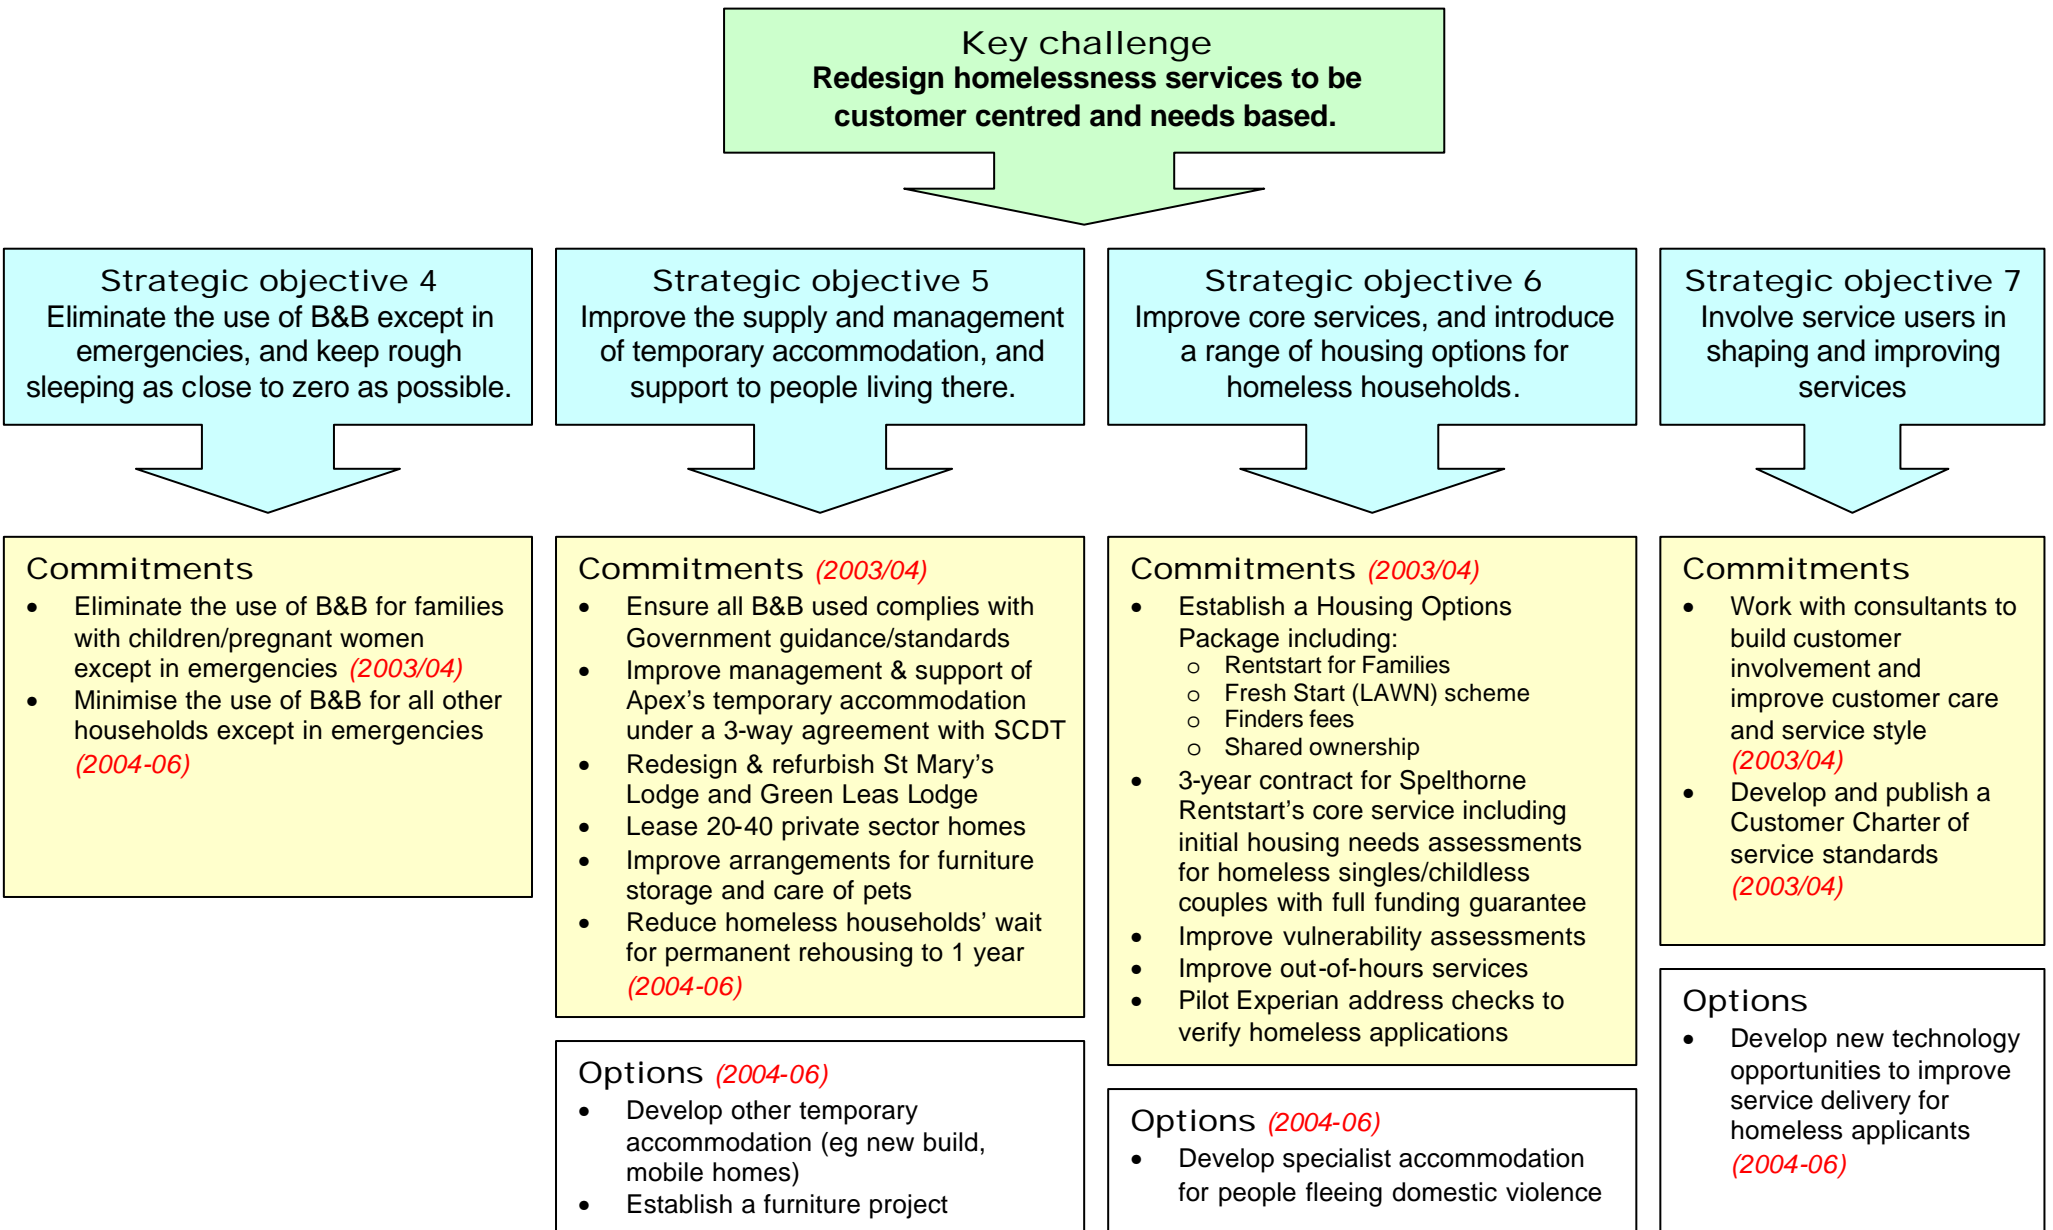 Key challenge
Redesign homelessness services to be
customer centred and needs based.
Strategic objective 4
Eliminate the use of B&B except in
emergencies, and keep rough
sleeping as close to zero as possible.
Strategic objective 5
Improve the supply and management
of temporary accommodation, and
support to people living there.
Strategic objective 6
Improve core services, and introduce
a range of housing options for
homeless households.
Strategic objective 7
Involve service users in
shaping and improving
services
Commitments
• Eliminate the use of B&B for families
with children/pregnant women
except in emergencies (2003/04)
• Minimise the use of B&B for all other
households except in emergencies
(2004-06)
Commitments (2003/04)
• Ensure all B&B used complies with
Government guidance/standards
• Improve management & support of
Apex’s temporary accommodation
under a 3-way agreement with SCDT
• Redesign & refurbish St Mary’s
Lodge and Green Leas Lodge
• Lease 20-40 private sector homes
• Improve arrangements for furniture
storage and care of pets
• Reduce homeless households’ wait
for permanent rehousing to 1 year
(2004-06)
Options (2004-06)
• Develop other temporary
accommodation (eg new build,
mobile homes)
• Establish a furniture project
Commitments (2003/04)
• Establish a Housing Options
Package including:
o Rentstart for Families
o Fresh Start (LAWN) scheme
o Finders fees
o Shared ownership
• 3-year contract for Spelthorne
Rentstart’s core service including
initial housing needs assessments
for homeless singles/childless
couples with full funding guarantee
• Improve vulnerability assessments
• Improve out-of-hours services
• Pilot Experian address checks to
verify homeless applications
Options (2004-06)
• Develop specialist accommodation
for people fleeing domestic violence
Commitments
• Work with consultants to
build customer
involvement and
improve customer care
and service style
(2003/04)
• Develop and publish a
Customer Charter of
service standards
(2003/04)
Options
• Develop new technology
opportunities to improve
service delivery for
homeless applicants
(2004-06)